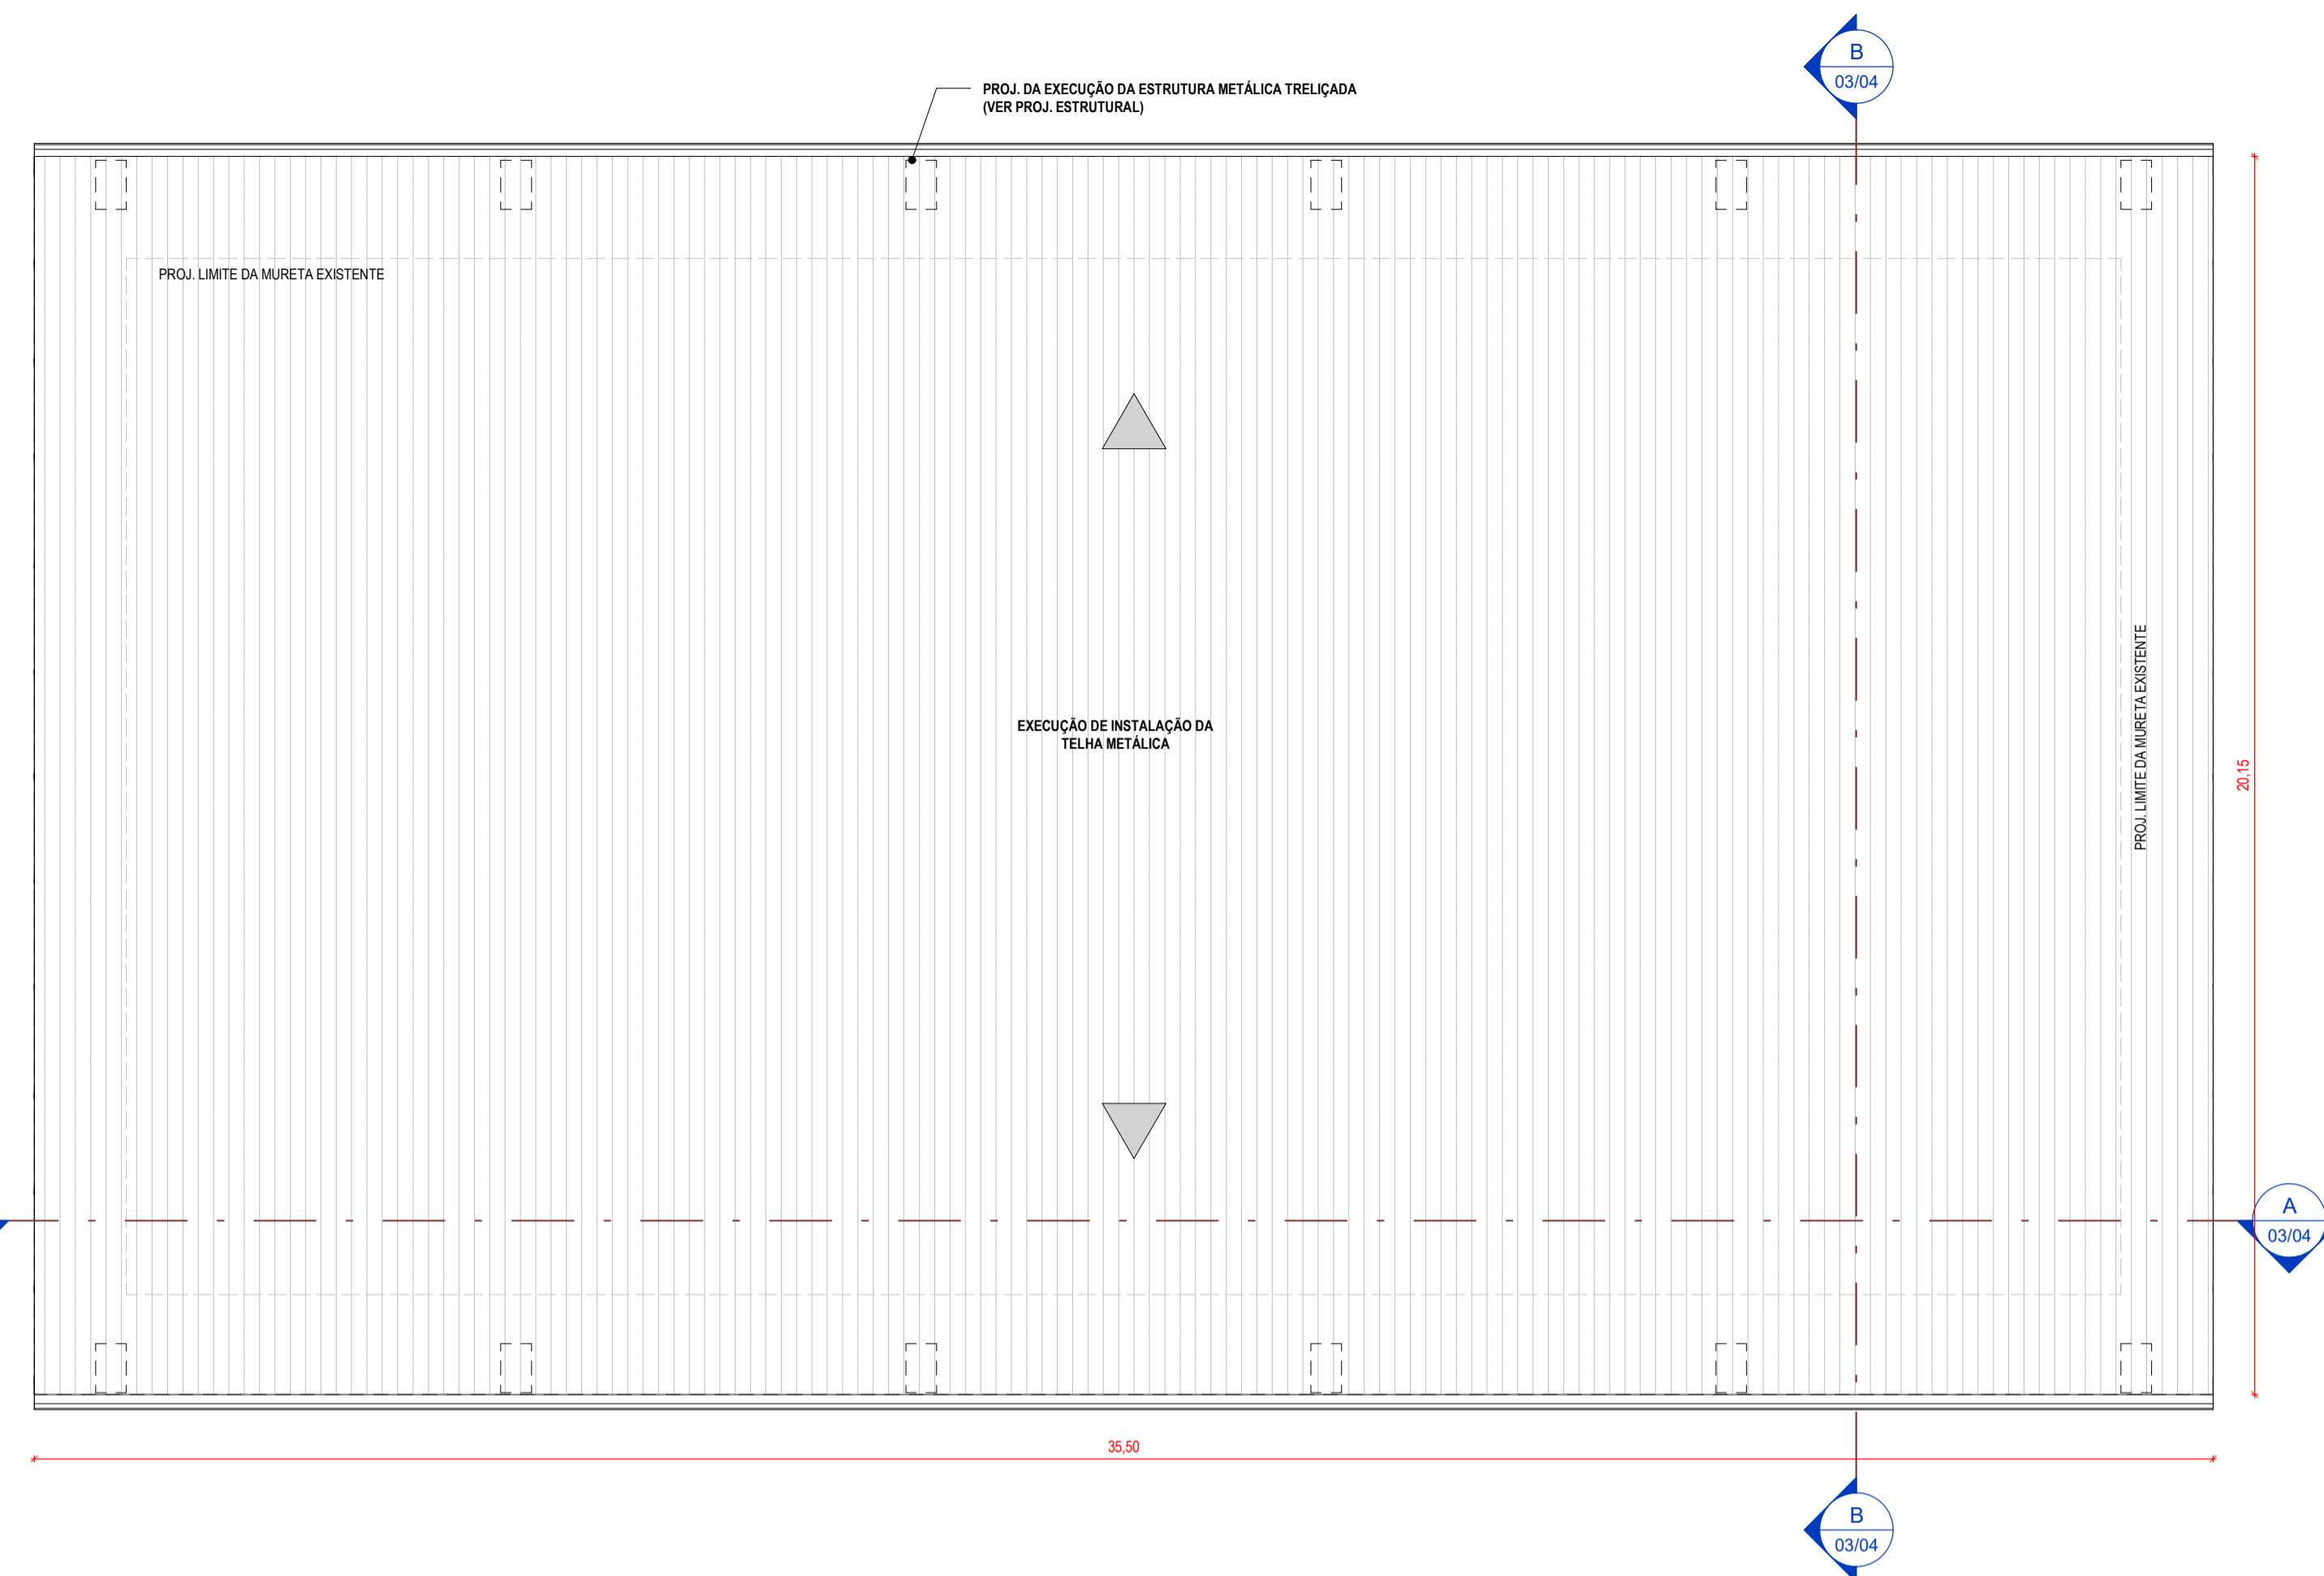 B
03/04
PROJ. DA EXECUÇÃO DA ESTRUTURA METÁLICA TRELIÇADA
(VER PROJ. ESTRUTURAL)
PROJ. LIMITE DA MURETA EXISTENTE
EXECUÇÃO DE INSTALAÇÃO DA
TELHA METÁLICA
PROJ. LIMITE DA MURETA EXISTENTE
20,15
A
03/04
35,50
B
03/04